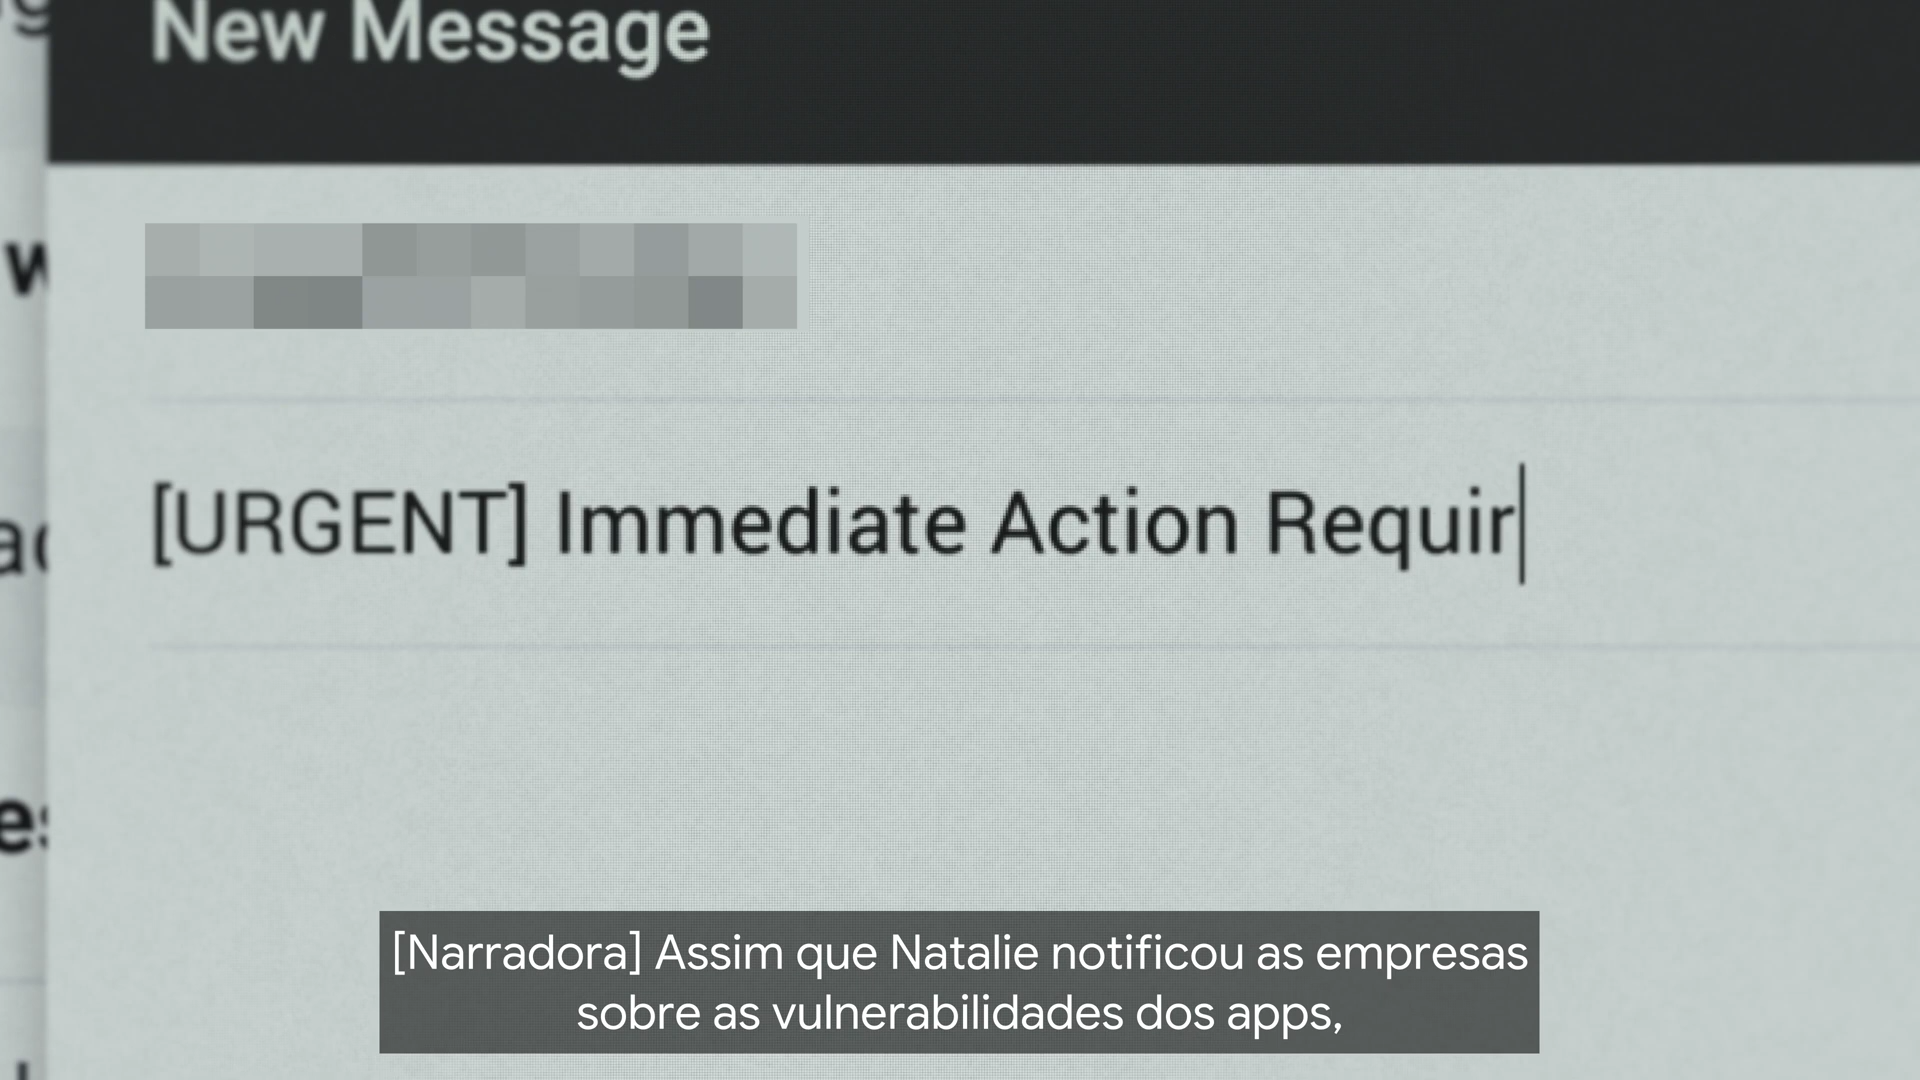 New Message
[URGENT] Immediate Action Requir
[Narradora] Assim que Natalie notificou as empresas
sobre as vulnerabilidades dos apps,